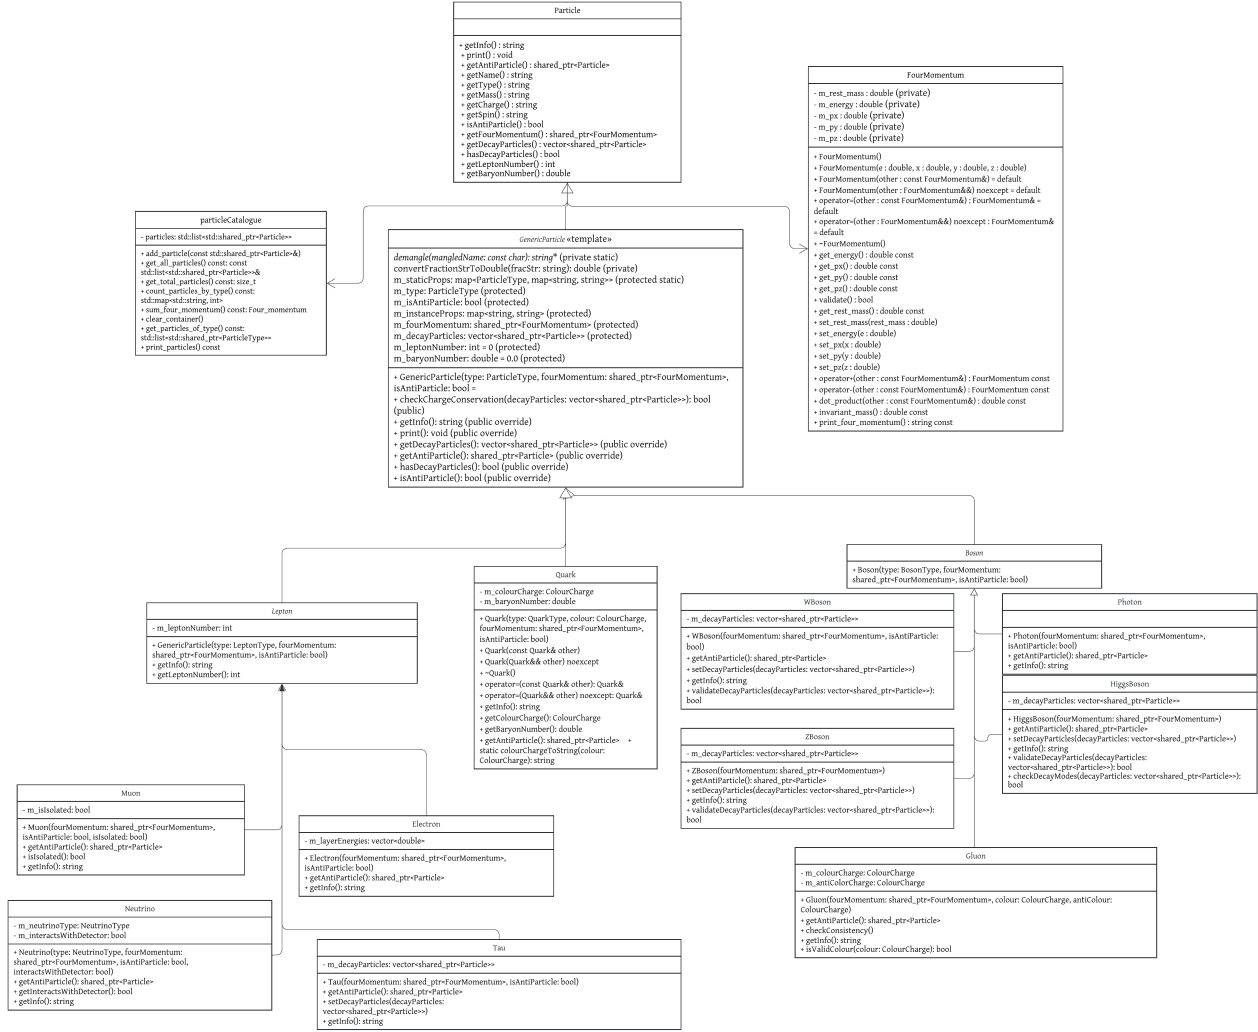 Particle
+ getInfo() : string
+ print() : void
+ getAntiParticle() : shared_ptr<Particle>
+ getName() : string
+ getType() : string
+ getMass() : string
+ getCharge() : string
+ getSpin() : string
+ isAntiParticle() : bool
+ getFourMomentum() : shared_ptr<FourMomentum>
+ getDecayParticles() : vector<shared_ptr<Particle>
+ hasDecayParticles() : bool
+ getLeptonNumber() : int
+ getBaryonNumber() : double
FourMomentum
- m_rest_mass : double (private)
- m_energy : double (private)
- m_px : double (private)
- m_py : double (private)
- m_pz : double (private)
+ FourMomentum()
+ FourMomentum(e : double, x : double, y : double, z : double)
+ FourMomentum(other : const FourMomentum&) = default
+ FourMomentum(other : FourMomentum&&) noexcept = default
+ operator=(other : const FourMomentum&) : FourMomentum& =
default
+ operator=(other : FourMomentum&&) noexcept : FourMomentum&
= default
+ ~FourMomentum()
+ get_energy() : double const
+ get_px() : double const
+ get_py() : double const
+ get_pz() : double const
+ validate() : bool
+ get_rest_mass() : double const
+ set_rest_mass(rest_mass : double)
+ set_energy(e : double)
+ set_px(x : double)
+ set_py(y : double)
+ set_pz(z : double)
+ operator+(other : const FourMomentum&) : FourMomentum const
+ operator-(other : const FourMomentum&) : FourMomentum const
+ dot_product(other : const FourMomentum&) : double const
+ invariant_mass() : double const
+ print_four_momentum() : string const
particleCatalogue
- particles: std::list<std::shared_ptr<Particle>>
+ add_particle(const std::shared_ptr<Particle>&)
+ get_all_particles() const: const
std::list<std::shared_ptr<Particle>>&
+ get_total_particles() const: size_t
+ count_particles_by_type() const:
std::map<std::string, int>
+ sum_four_momentum() const: Four_momentum
+ clear_container()
+ get_particles_of_type() const:
std::list<std::shared_ptr<ParticleType>>
+ print_particles() const
GenericParticle «template»
demangle(mangledName: const char): string* (private static)
convertFractionStrToDouble(fracStr: string): double (private)
m_staticProps: map<ParticleType, map<string, string>> (protected static)
m_type: ParticleType (protected)
m_isAntiParticle: bool (protected)
m_instanceProps: map<string, string> (protected)
m_fourMomentum: shared_ptr<FourMomentum> (protected)
m_decayParticles: vector<shared_ptr<Particle>> (protected)
m_leptonNumber: int = 0 (protected)
m_baryonNumber: double = 0.0 (protected)
+ GenericParticle(type: ParticleType, fourMomentum: shared_ptr<FourMomentum>,
isAntiParticle: bool =
+ checkChargeConservation(decayParticles: vector<shared_ptr<Particle>>): bool
(public)
+ getInfo(): string (public override)
+ print(): void (public override)
+ getDecayParticles(): vector<shared_ptr<Particle>> (public override)
+ getAntiParticle(): shared_ptr<Particle> (public override)
+ hasDecayParticles(): bool (public override)
+ isAntiParticle(): bool (public override)
Lepton
- m_leptonNumber: int
+ GenericParticle(type: LeptonType, fourMomentum:
shared_ptr<FourMomentum>, isAntiParticle: bool)
+ getInfo(): string
+ getLeptonNumber(): int
Quark
- m_colourCharge: ColourCharge
- m_baryonNumber: double
+ Quark(type: QuarkType, colour: ColourCharge,
fourMomentum: shared_ptr<FourMomentum>,
isAntiParticle: bool)
+ Quark(const Quark& other)
+ Quark(Quark&& other) noexcept
+ ~Quark()
+ operator=(const Quark& other): Quark&
+ operator=(Quark&& other) noexcept: Quark&
+ getInfo(): string
+ getColourCharge(): ColourCharge
+ getBaryonNumber(): double
+ getAntiParticle(): shared_ptr<Particle> +
static colourChargeToString(colour:
ColourCharge): string
Boson
+ Boson(type: BosonType, fourMomentum:
shared_ptr<FourMomentum>, isAntiParticle: bool)
WBoson
- m_decayParticles: vector<shared_ptr<Particle>>
+ WBoson(fourMomentum: shared_ptr<FourMomentum>, isAntiParticle:
bool)
+ getAntiParticle(): shared_ptr<Particle>
+ setDecayParticles(decayParticles: vector<shared_ptr<Particle>>)
+ getInfo(): string
+ validateDecayParticles(decayParticles: vector<shared_ptr<Particle>>):
bool
Photon
+ Photon(fourMomentum: shared_ptr<FourMomentum>,
isAntiParticle: bool)
+ getAntiParticle(): shared_ptr<Particle>
+ getInfo(): string
HiggsBoson
- m_decayParticles: vector<shared_ptr<Particle>>
+ HiggsBoson(fourMomentum: shared_ptr<FourMomentum>)
+ getAntiParticle(): shared_ptr<Particle>
+ setDecayParticles(decayParticles: vector<shared_ptr<Particle>>)
+ getInfo(): string
+ validateDecayParticles(decayParticles:
vector<shared_ptr<Particle>>): bool
+ checkDecayModes(decayParticles: vector<shared_ptr<Particle>>):
bool
ZBoson
- m_decayParticles: vector<shared_ptr<Particle>>
+ ZBoson(fourMomentum: shared_ptr<FourMomentum>)
+ getAntiParticle(): shared_ptr<Particle>
+ setDecayParticles(decayParticles: vector<shared_ptr<Particle>>)
+ getInfo(): string
+ validateDecayParticles(decayParticles: vector<shared_ptr<Particle>>):
bool
Muon
- m_isIsolated: bool
+ Muon(fourMomentum: shared_ptr<FourMomentum>,
isAntiParticle: bool, isIsolated: bool)
+ getAntiParticle(): shared_ptr<Particle>
+ isIsolated(): bool
+ getInfo(): string
Electron
- m_layerEnergies: vector<double>
+ Electron(fourMomentum: shared_ptr<FourMomentum>,
isAntiParticle: bool)
+ getAntiParticle(): shared_ptr<Particle>
+ getInfo(): string
Gluon
- m_colourCharge: ColourCharge
- m_antiColorCharge: ColourCharge
+ Gluon(fourMomentum: shared_ptr<FourMomentum>, colour: ColourCharge, antiColour:
ColourCharge)
+ getAntiParticle(): shared_ptr<Particle>
+ checkConsistency()
+ getInfo(): string
+ isValidColour(colour: ColourCharge): bool
Neutrino
- m_neutrinoType: NeutrinoType
- m_interactsWithDetector: bool
+ Neutrino(type: NeutrinoType, fourMomentum:
shared_ptr<FourMomentum>, isAntiParticle: bool,
interactsWithDetector: bool)
+ getAntiParticle(): shared_ptr<Particle>
+ getInteractsWithDetector(): bool
+ getInfo(): string
Tau
- m_decayParticles: vector<shared_ptr<Particle>>
+ Tau(fourMomentum: shared_ptr<FourMomentum>, isAntiParticle: bool)
+ getAntiParticle(): shared_ptr<Particle>
+ setDecayParticles(decayParticles:
vector<shared_ptr<Particle>>)
+ getInfo(): string